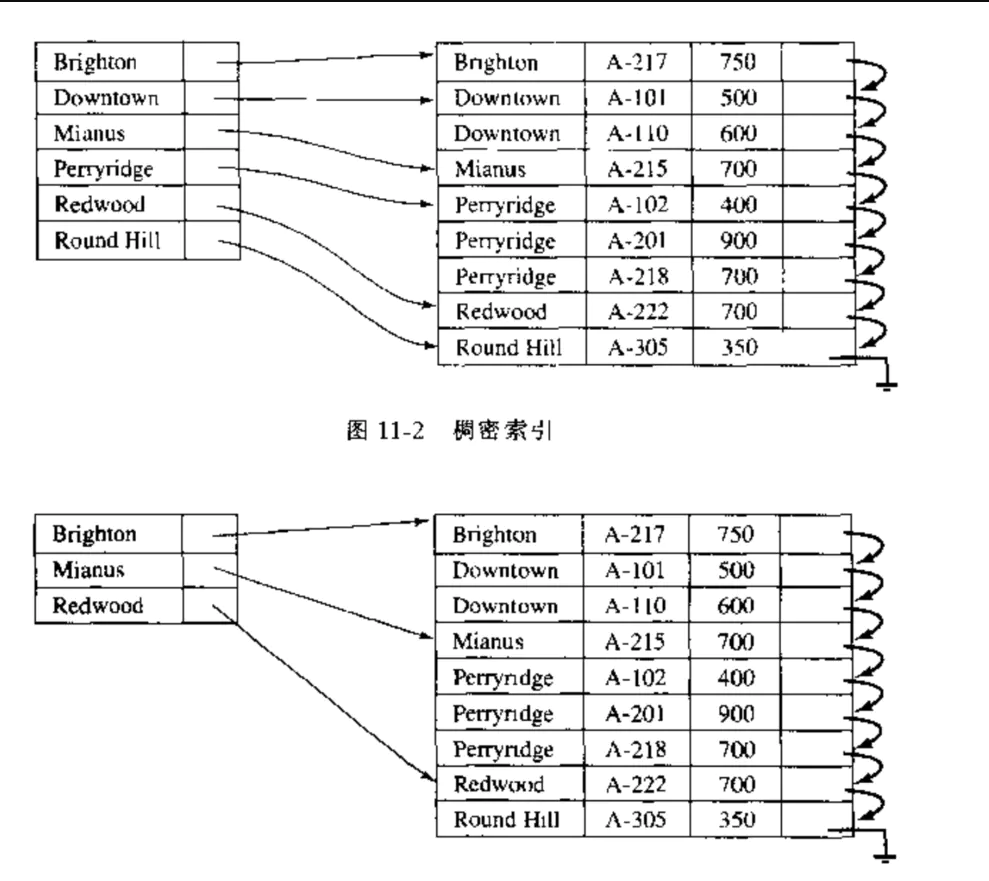 Brighton Brighton A-217 750
Downtown Downtown A-101 500
Mianus Downtown A-110 600
Perryridge Mianus A-215 700
Redwood Perryridge A-102 400
Round Hill Perryridge A-201 900
Perryridge A-218 700
Redwood A-222 700
Round Hill A-305 350
图 11-2 稠密索引
Brighton Brighton A-217 750
Mianus Downtown A-101 500
Redwood Downtown A-110 600
Mianus A-215 700
Perryridge A-102 400
Perryridge A-201 900
Perryridge A-218 700
Redwood A-222 700
Round Hill A-305 350